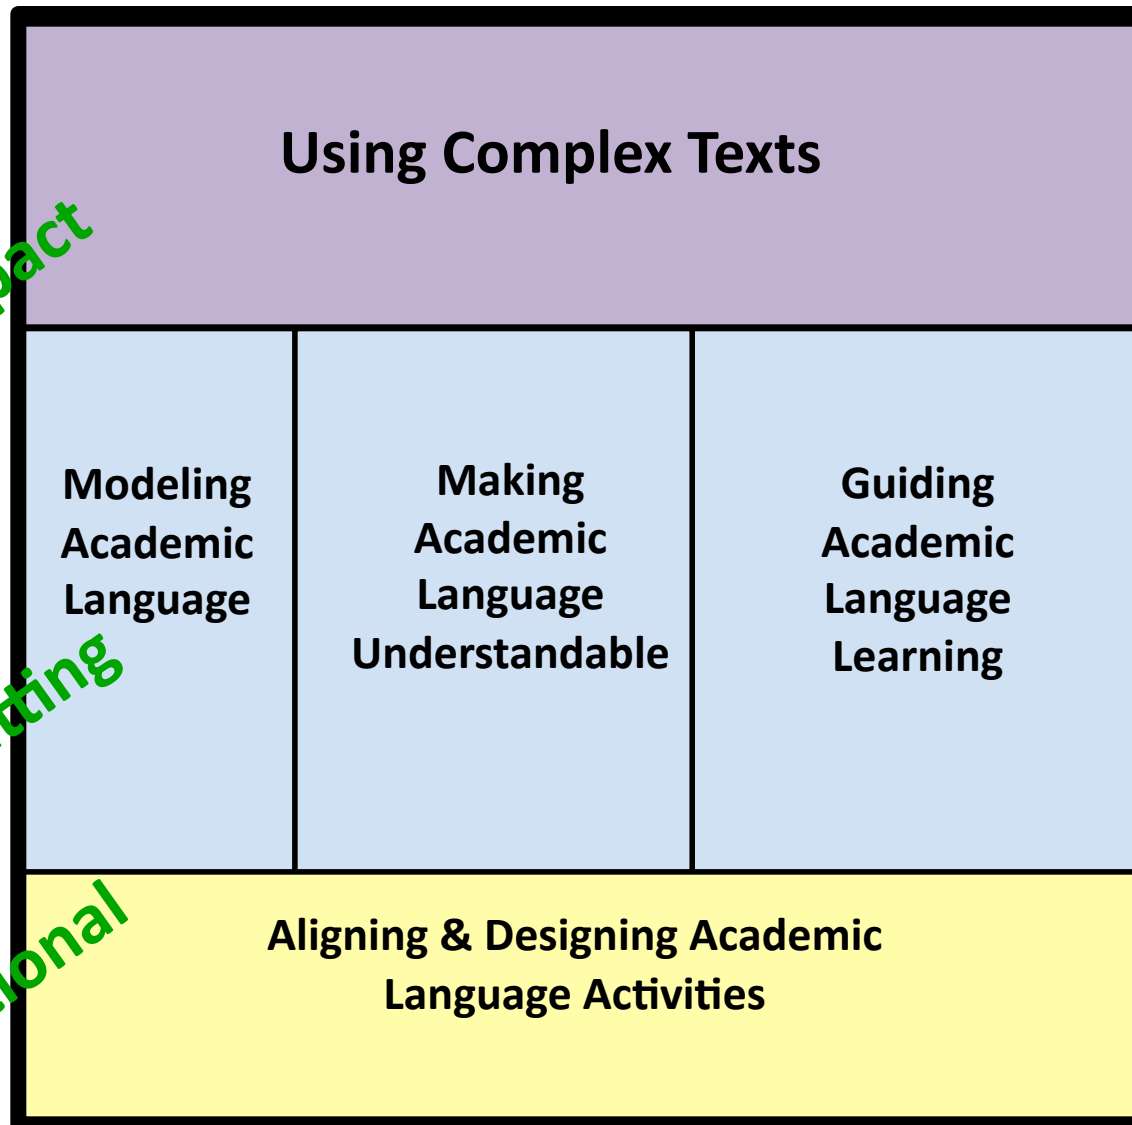 Using Complex Texts
Modeling
Academic
Language
Making
Academic
Language
Understandable
Guiding
Academic
Language
Learning
Aligning & Designing Academic
Language Activities